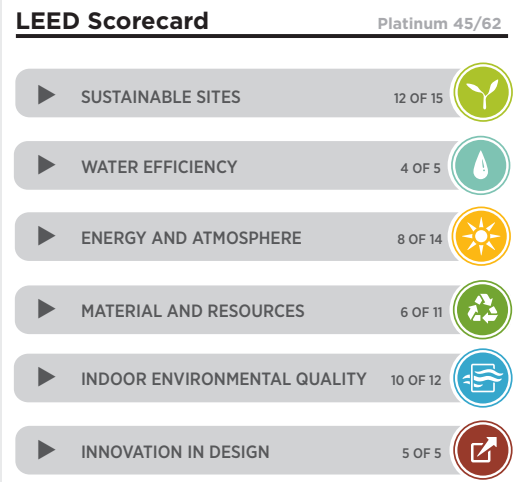 LEED Scorecard Platinum 45/62
SUSTAINABLE SITES 12 OF 15
WATER EFFICIENCY 4 OF 5
ENERGY AND ATMOSPHERE 8 OF 14
MATERIAL AND RESOURCES 6 OF 11
INDOOR ENVIRONMENTAL QUALITY 10 OF 12
INNOVATION IN DESIGN 5 OF 5